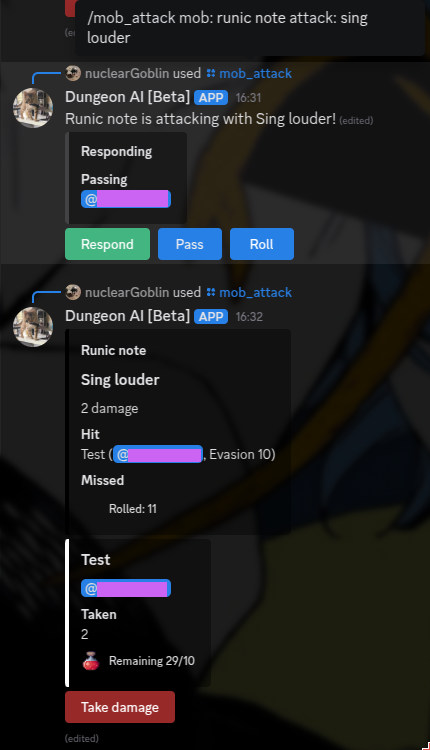 (e
/mob_attack mob: runic note attack: sing
louder
nuclearGoblin used mob_attack
Dungeon AI [Beta] APP 16:31
Runic note is attacking with Sing louder! (edited)
Responding
Passing
@
Respond Pass Roll
nuclearGoblin used mob_attack
Dungeon AI [Beta] APP 16:32
Runic note
Sing louder
2 damage
Hit
Test (@, Evasion 10)
Missed
Rolled: 11
Test
@
Taken
2
Remaining 29/10
Take damage
(edited)